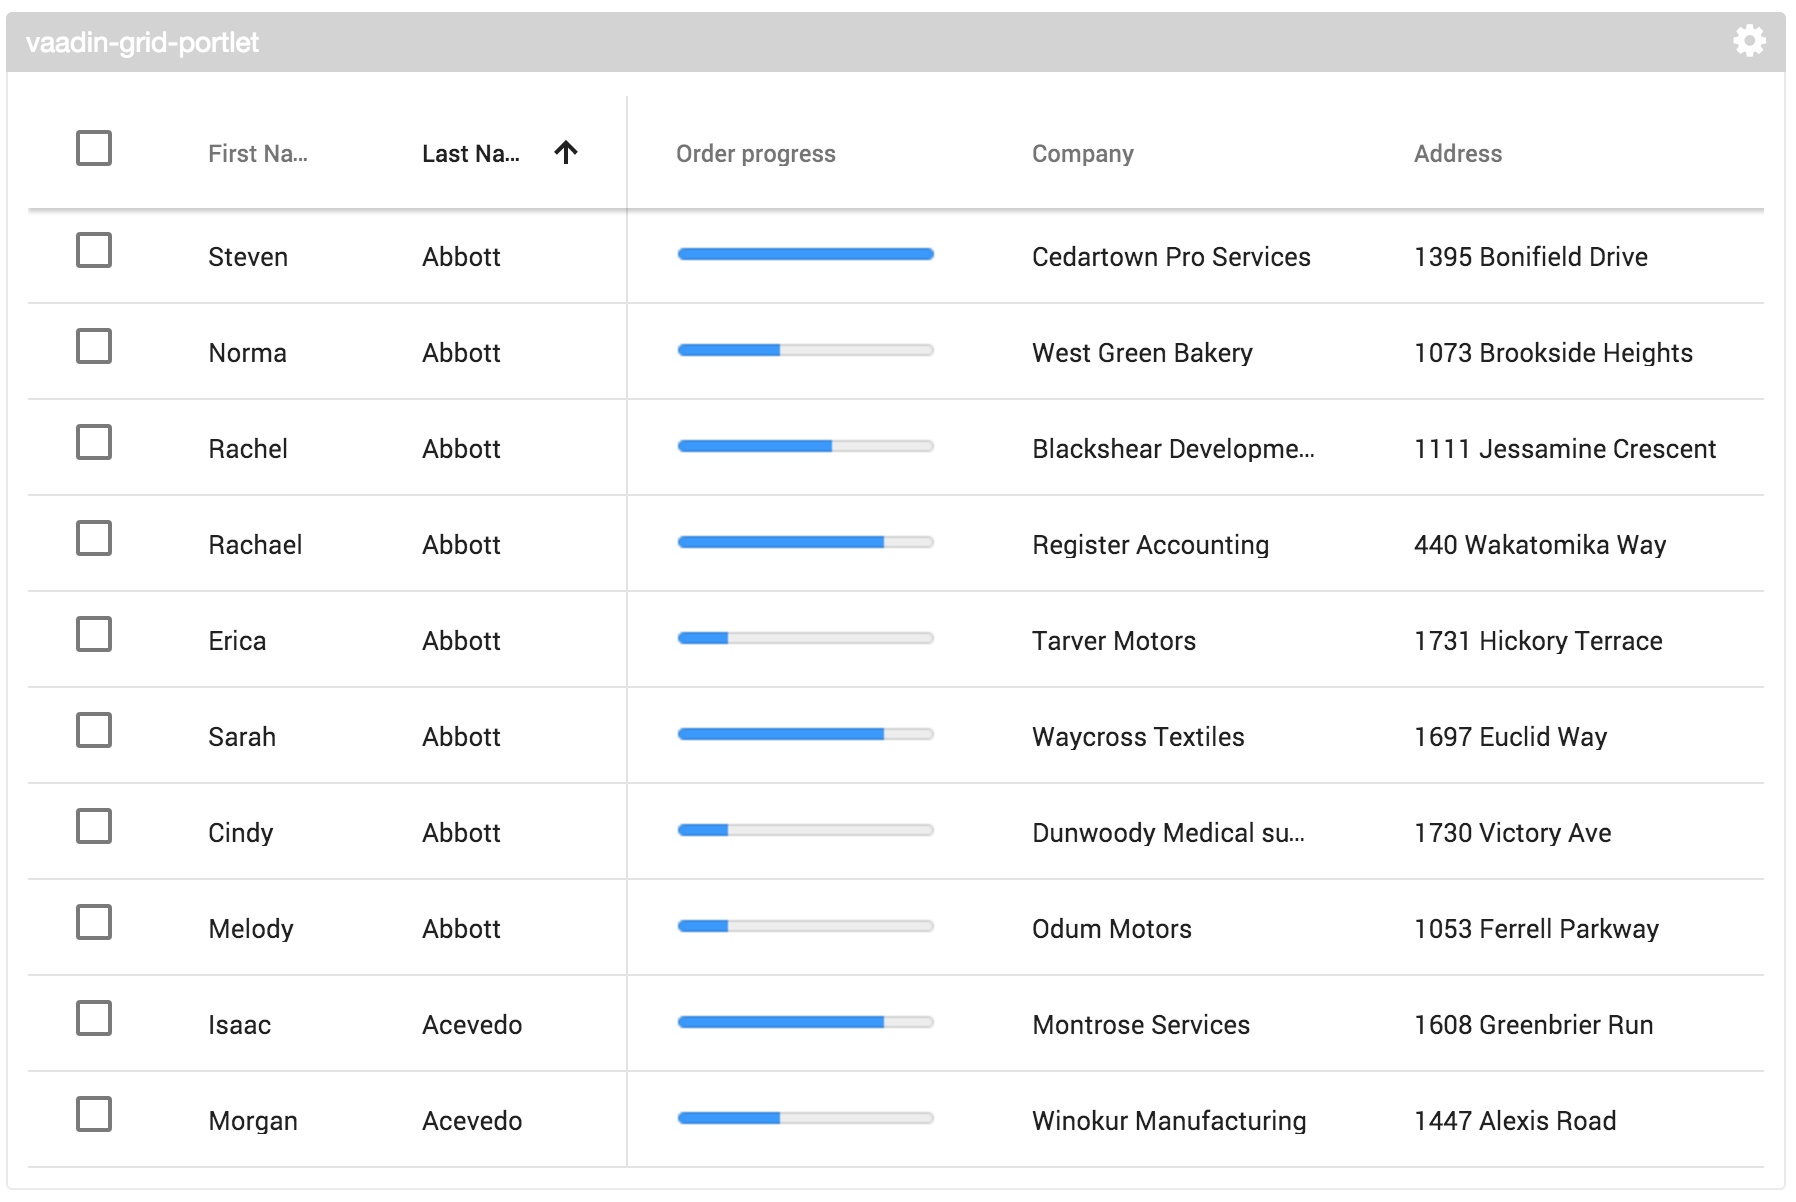 vaadin-grid-portlet
First Na... Last Na... Order progress Company Address
Steven Abbott Cedartown Pro Services 1395 Bonifield Drive
Norma Abbott West Green Bakery 1073 Brookside Heights
Rachel Abbott Blackshear Developme... 1111 Jessamine Crescent
Rachael Abbott Register Accounting 440 Wakatomika Way
Erica Abbott Tarver Motors 1731 Hickory Terrace
Sarah Abbott Waycross Textiles 1697 Euclid Way
Cindy Abbott Dunwoody Medical su... 1730 Victory Ave
Melody Abbott Odum Motors 1053 Ferrell Parkway
Isaac Acevedo Montrose Services 1608 Greenbrier Run
Morgan Acevedo Winokur Manufacturing 1447 Alexis Road